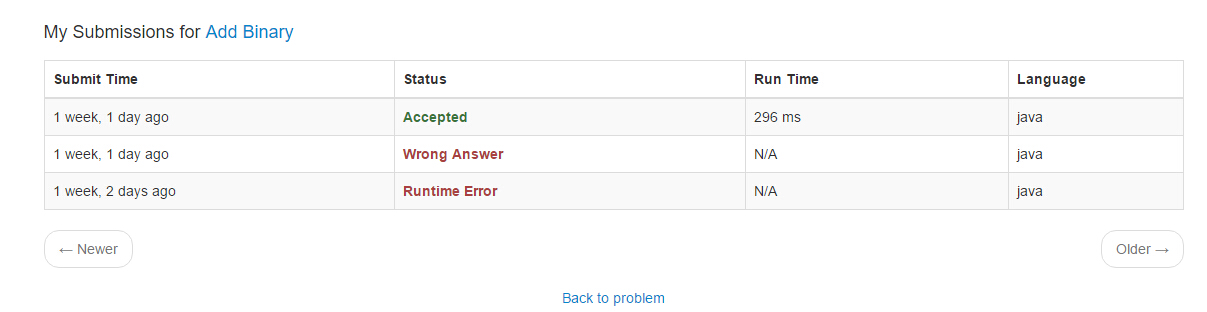 My Submissions for Add Binary
Submit Time Status Run Time Language
1 week, 1 day ago Accepted 296 ms java
1 week, 1 day ago Wrong Answer N/A java
1 week, 2 days ago Runtime Error N/A java
← Newer Older →
Back to problem